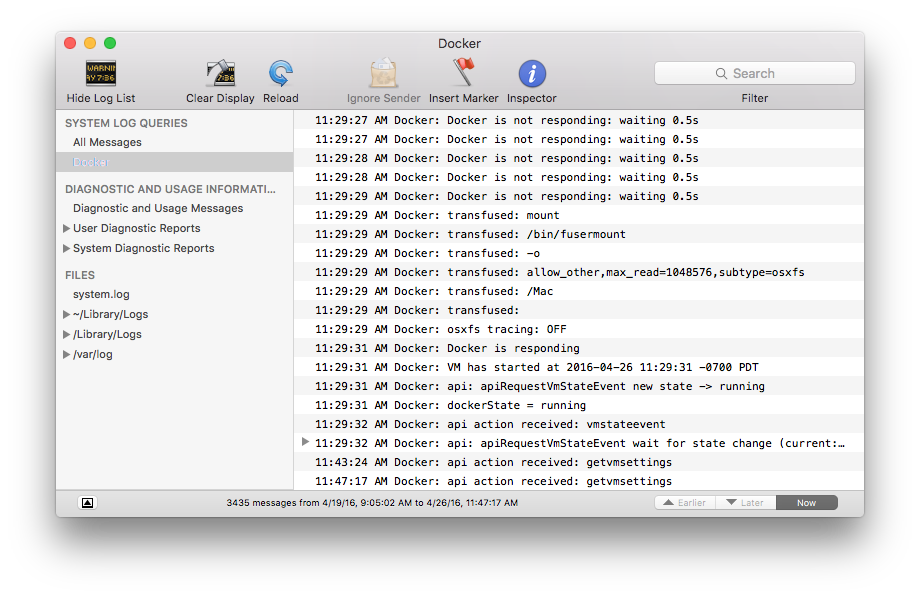 Docker
WARNIN
AY 7:36
7:36
Hide Log List
Clear Display
Reload
Ignore Sender
Insert Marker
Inspector
Search
Filter
SYSTEM LOG QUERIES
All Messages
Docker
DIAGNOSTIC AND USAGE INFORMATI...
Diagnostic and Usage Messages
User Diagnostic Reports
System Diagnostic Reports
FILES
system.log
~/Library/Logs
/Library/Logs
/var/log
11:29:27 AM Docker: Docker is not responding: waiting 0.5s
11:29:27 AM Docker: Docker is not responding: waiting 0.5s
11:29:28 AM Docker: Docker is not responding: waiting 0.5s
11:29:28 AM Docker: Docker is not responding: waiting 0.5s
11:29:29 AM Docker: Docker is not responding: waiting 0.5s
11:29:29 AM Docker: transfused: mount
11:29:29 AM Docker: transfused: /bin/fusermount
11:29:29 AM Docker: transfused: -o
11:29:29 AM Docker: transfused: allow_other,max_read=1048576,subtype=osxfs
11:29:29 AM Docker: transfused: /Mac
11:29:29 AM Docker: transfused:
11:29:29 AM Docker: osxfs tracing: OFF
11:29:31 AM Docker: Docker is responding
11:29:31 AM Docker: VM has started at 2016-04-26 11:29:31 -0700 PDT
11:29:31 AM Docker: api: apiRequestVmStateEvent new state -> running
11:29:31 AM Docker: dockerState = running
11:29:32 AM Docker: api action received: vmstateevent
11:29:32 AM Docker: api: apiRequestVmStateEvent wait for state change (current:...
11:43:24 AM Docker: api action received: getvmsettings
11:47:17 AM Docker: api action received: getvmsettings
3435 messages from 4/19/16, 9:05:02 AM to 4/26/16, 11:47:17 AM
Earlier
Later
Now